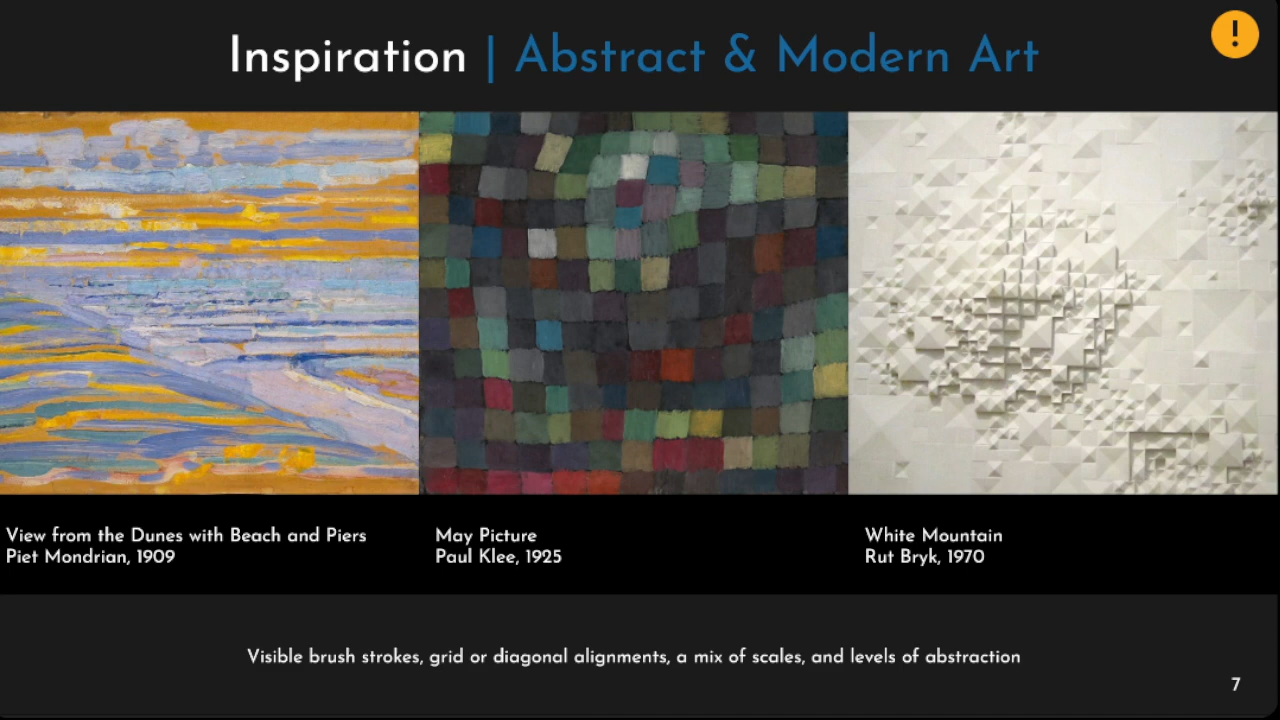 !
Inspiration | Abstract & Modern Art
View from the Dunes with Beach and Piers
Piet Mondrian, 1909
May Picture
Paul Klee, 1925
White Mountain
Rut Bryk, 1970
Visible brush strokes, grid or diagonal alignments, a mix of scales, and levels of abstraction
7